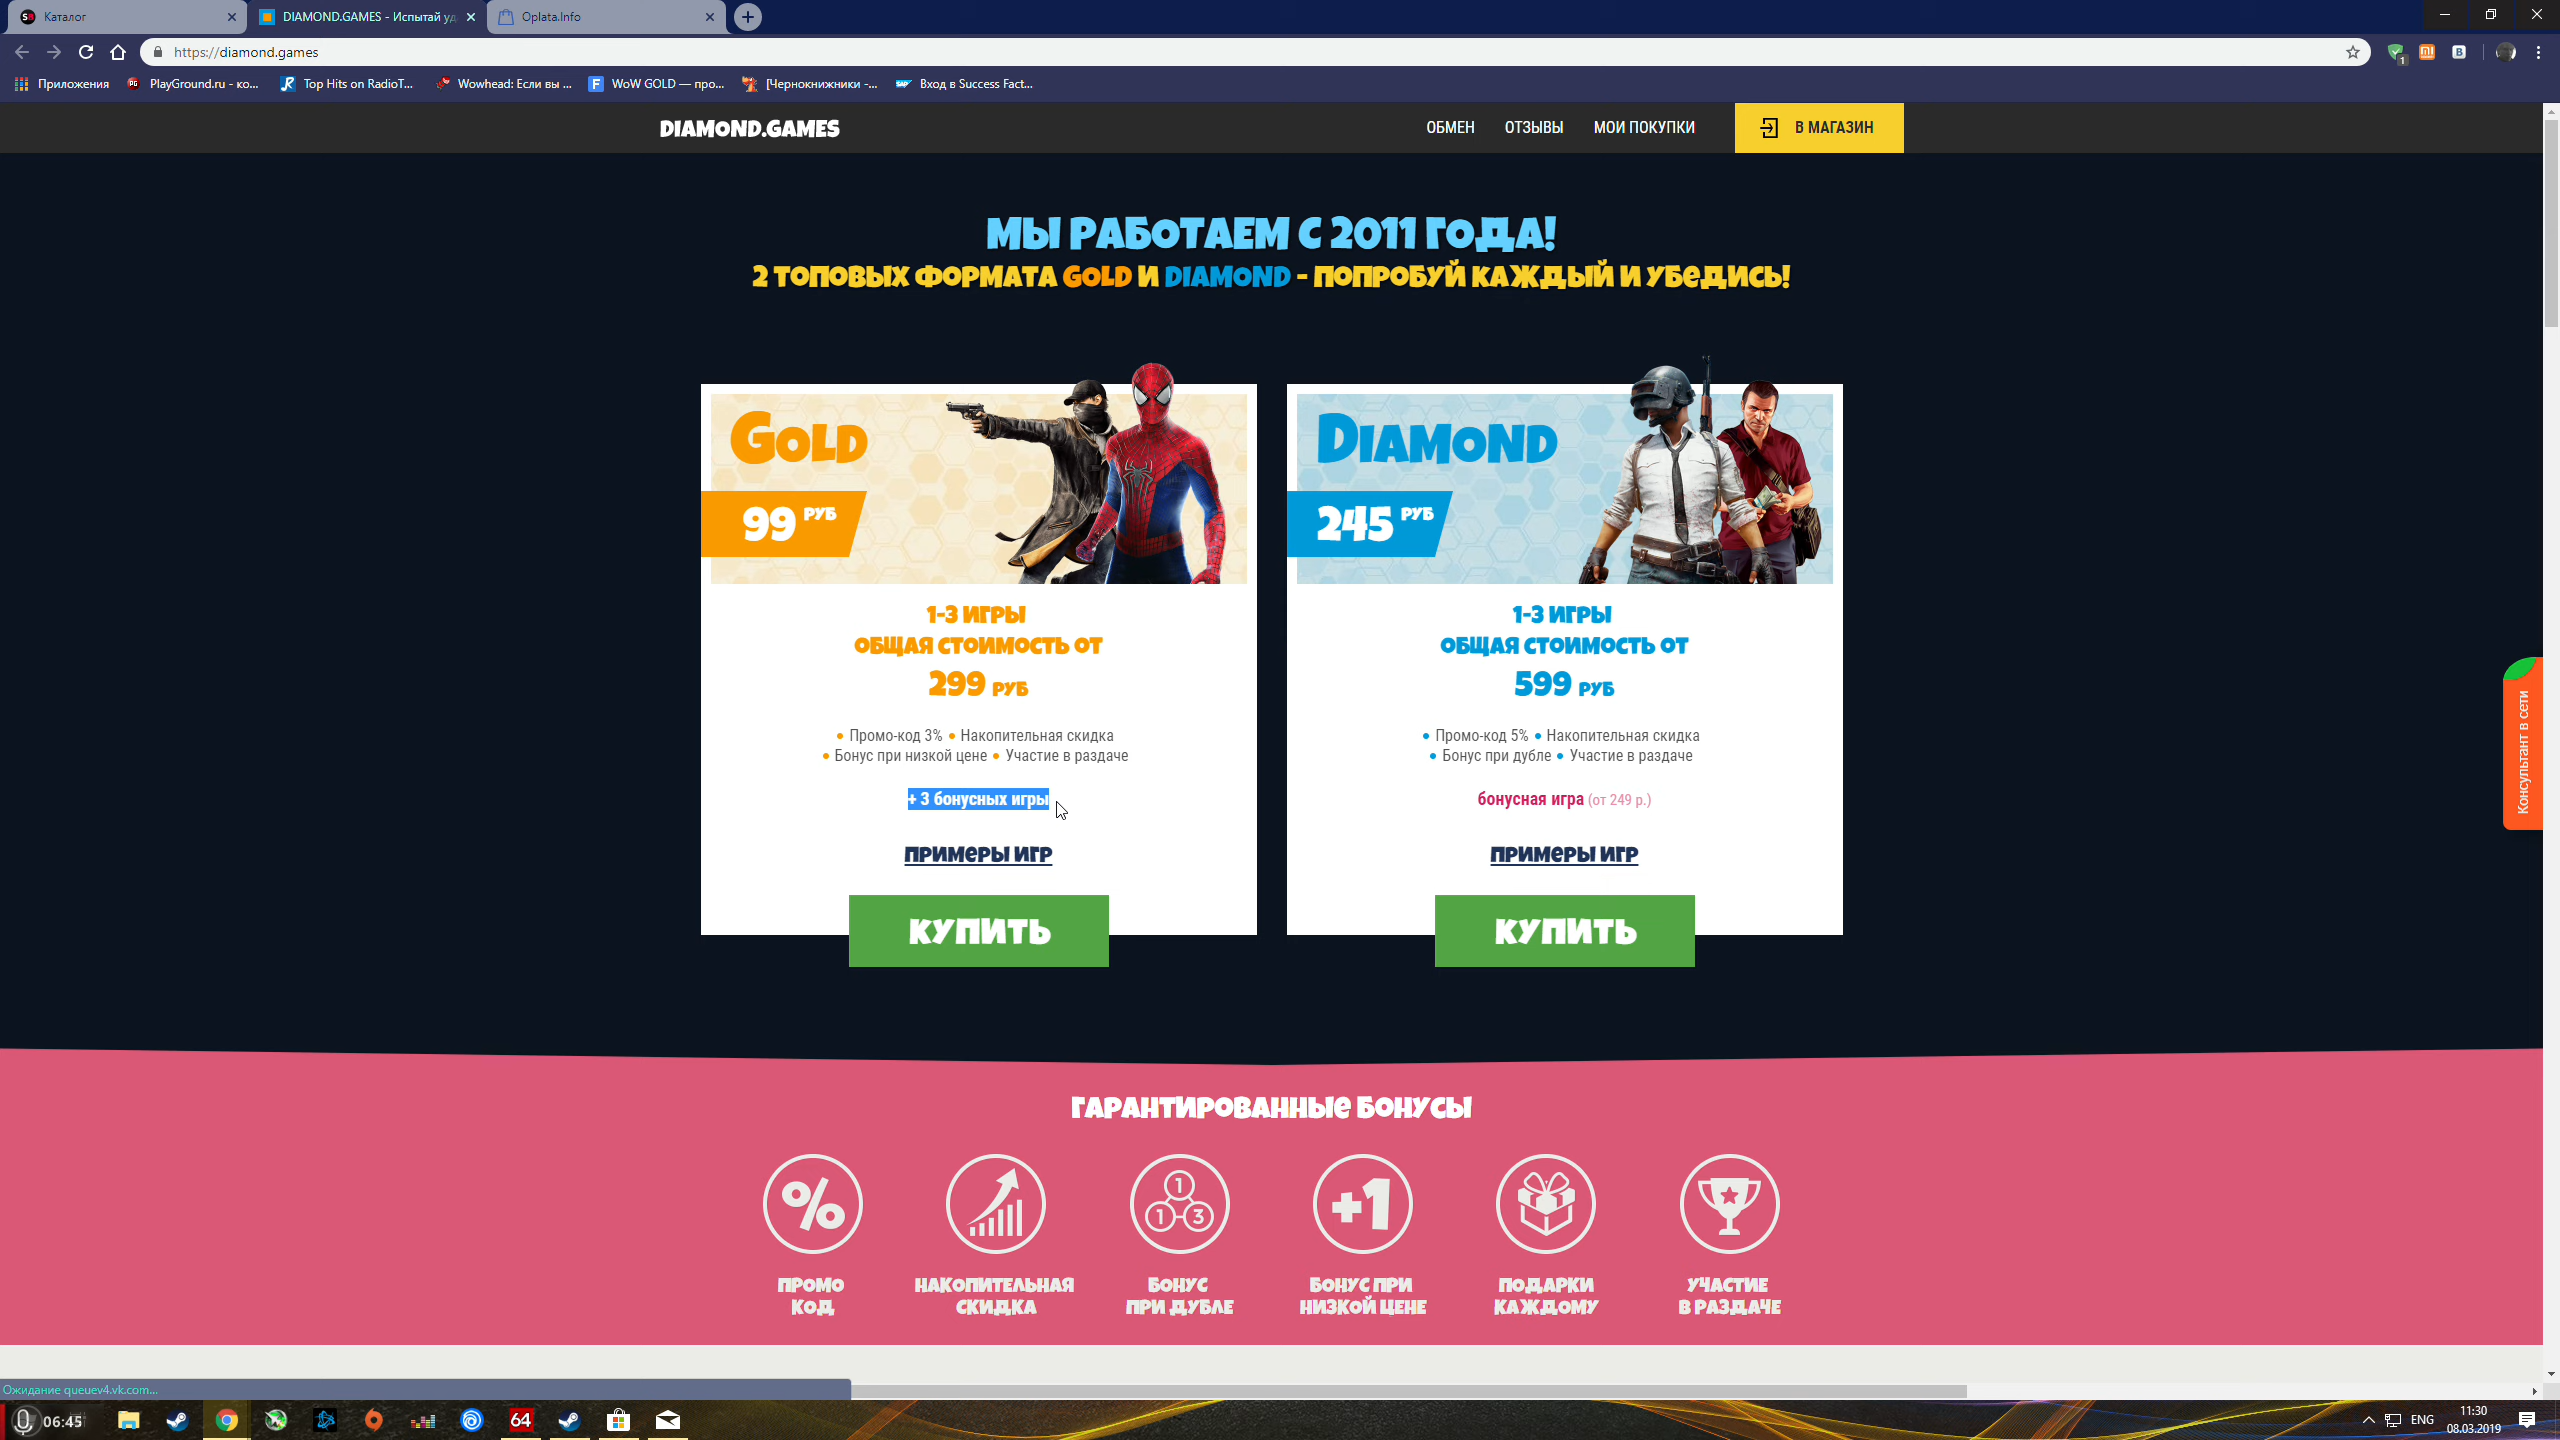 Каталог
DIAMOND.GAMES - Испытай уд
Oplata.Info
https://diamond.games
1
Приложения
PlayGround.ru - ко...
Top Hits on RadioT...
Wowhead: Если вы ...
WoW GOLD — про...
[Чернокнижники -...
Вход в Success Fact...
DIAMOND.GAMES
ОБМЕН
ОТЗЫВЫ
МОИ ПОКУПКИ
В МАГАЗИН
МЫ РАБОТАЕМ С 2011 ГОДА!
2 ТОПОВЫХ ФОРМАТА GOLD И DIAMOND - ПОПРОБУЙ КАЖДЫЙ И УБЕДИСЬ!
GOLD
99 РУБ
1-3 ИГРЫ
ОБЩАЯ СТОИМОСТЬ ОТ
299 РУБ
• Промо-код 3% • Накопительная скидка
• Бонус при низкой цене • Участие в раздаче
+ 3 бонусных игры
ПРИМЕРЫ ИГР
КУПИТЬ
DIAMOND
245 РУБ
1-3 ИГРЫ
ОБЩАЯ СТОИМОСТЬ ОТ
599 РУБ
• Промо-код 5% • Накопительная скидка
• Бонус при дубле • Участие в раздаче
бонусная игра (от 249 р.)
ПРИМЕРЫ ИГР
КУПИТЬ
Консультант в сети
ГАРАНТИРОВАННЫЕ БОНУСЫ
%
1
1 3
+1
ПРОМО
КОД
НАКОПИТЕЛЬНАЯ
СКИДКА
БОНУС
ПРИ ДУБЛЕ
БОНУС ПРИ
НИЗКОЙ ЦЕНЕ
ПОДАРКИ
КАЖДОМУ
УЧАСТИЕ
В РАЗДАЧЕ
Ожидание queuev4.vk.com...
06:45
64
ENG
11:30
08.03.2019